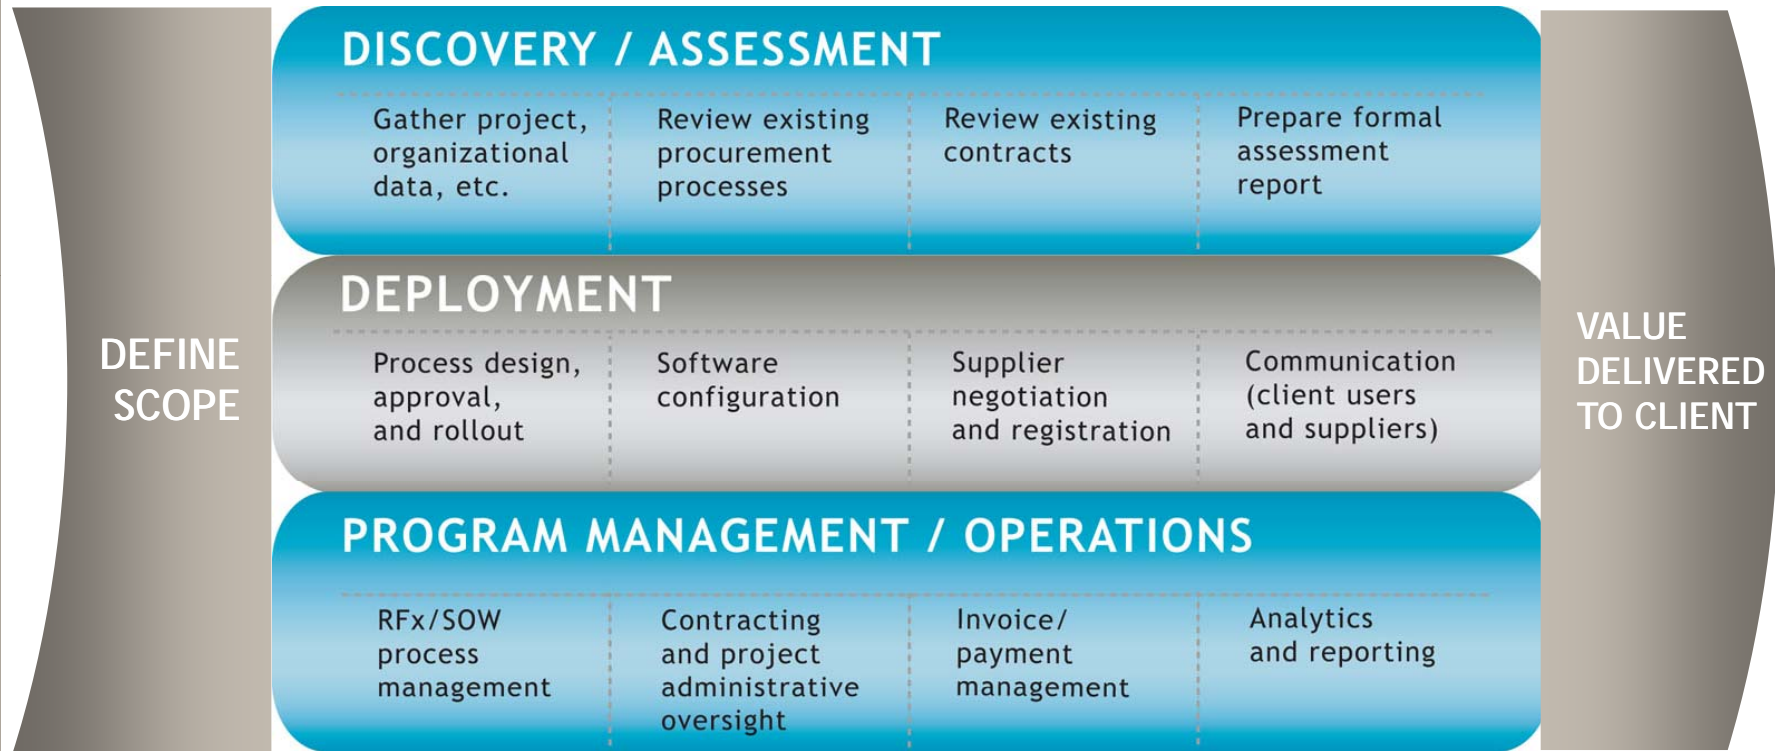 DEFINE
SCOPE
DISCOVERY / ASSESSMENT
Gather project,
organizational
data, etc.
Review existing
procurement
processes
Review existing
contracts
Prepare formal
assessment
report
DEPLOYMENT
Process design,
approval,
and rollout
Software
configuration
Supplier
negotiation
and registration
Communication
(client users
and suppliers)
PROGRAM MANAGEMENT / OPERATIONS
RFx/SOW
process
management
Contracting
and project
administrative
oversight
Invoice/
payment
management
Analytics
and reporting
VALUE
DELIVERED
TO CLIENT